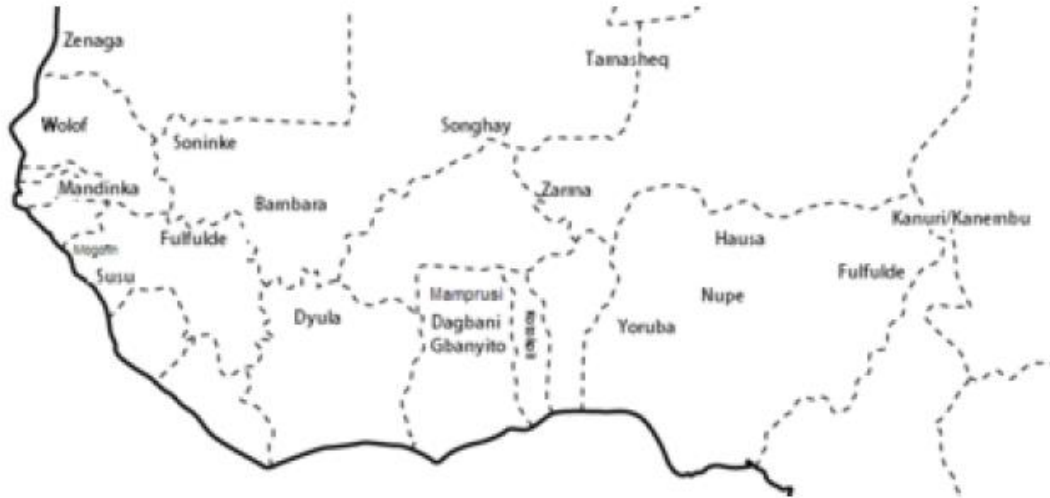 Zenaga
Tamasheq
Wolof
Songhay
Soninke
Mandinka
Zarma
Bambara
Kanuri/Kanembu
Fulfulde
Hausa
Susu
Fulfulde
Mamprusi
Nupe
Dyula
Dagbani
Yoruba
Gbanyito